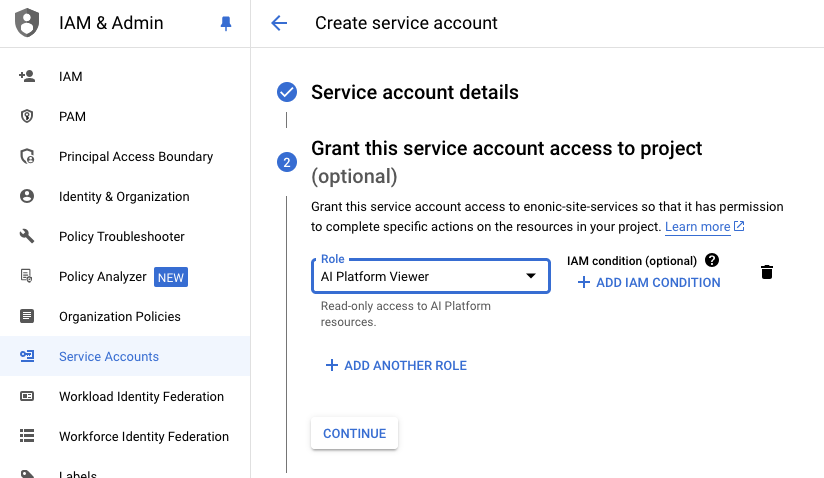 IAM & Admin
Create service account
IAM
PAM
Principal Access Boundary
Identity & Organization
Policy Troubleshooter
Policy Analyzer NEW
Organization Policies
Service Accounts
Workload Identity Federation
Workforce Identity Federation
Labels
Service account details
2
Grant this service account access to project
(optional)
Grant this service account access to enonic-site-services so that it has permission
to complete specific actions on the resources in your project. Learn more
Role
AI Platform Viewer
IAM condition (optional) ?
+ ADD IAM CONDITION
Read-only access to AI Platform
resources.
+ ADD ANOTHER ROLE
CONTINUE